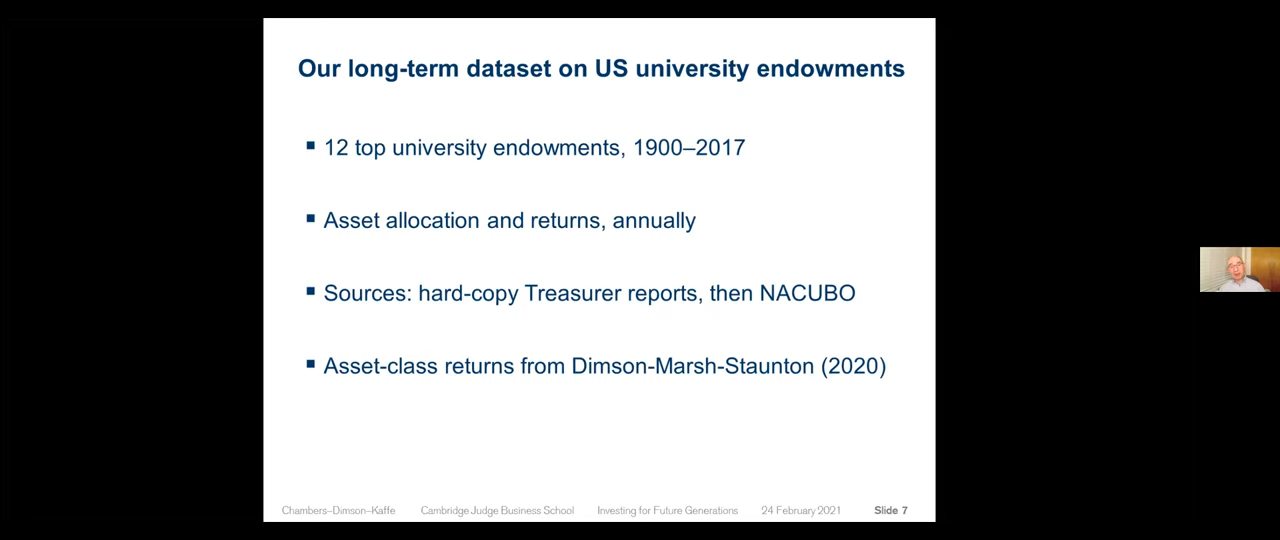 Our long-term dataset on US university endowments
▪ 12 top university endowments, 1900–2017
▪ Asset allocation and returns, annually
▪ Sources: hard-copy Treasurer reports, then NACUBO
▪ Asset-class returns from Dimson-Marsh-Staunton (2020)
Chambers–Dimson–Kaffe Cambridge Judge Business School Investing for Future Generations 24 February 2021 Slide 7